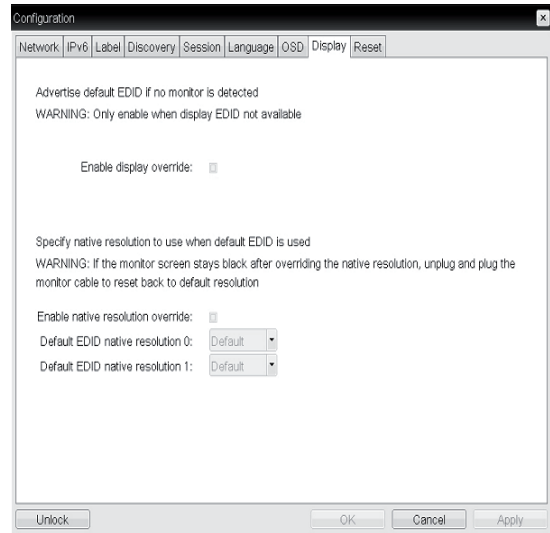 Configuration
Network IPv6 Label Discovery Session Language OSD Display Reset
Advertise default EDID if no monitor is detected
WARNING: Only enable when display EDID not available
Enable display override:
Specify native resolution to use when default EDID is used
WARNING: If the monitor screen stays black after overriding the native resolution, unplug and plug the
monitor cable to reset back to default resolution
Enable native resolution override:
Default EDID native resolution 0: Default
Default EDID native resolution 1: Default
Unlock OK Cancel Apply